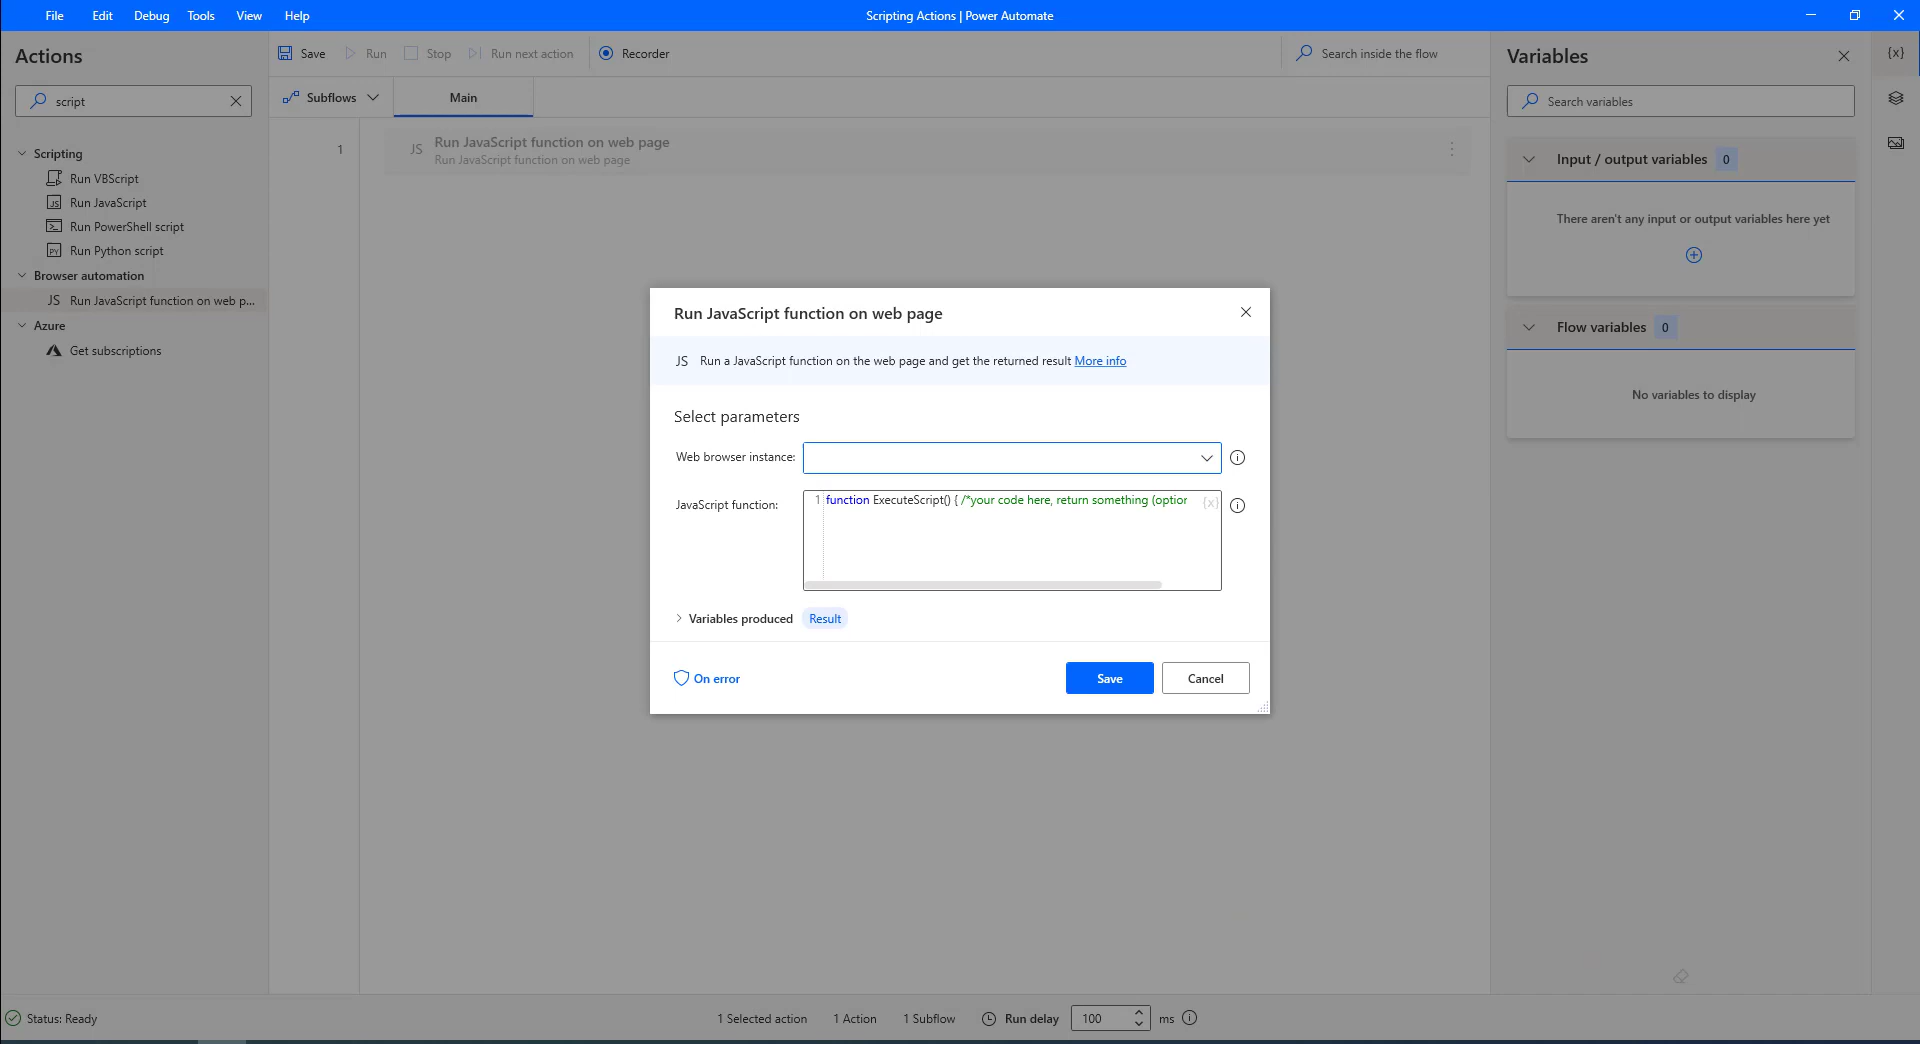 File Edit Debug Tools View Help
Scripting Actions | Power Automate
Actions
script
Scripting
Run VBScript
JS Run JavaScript
Run PowerShell script
PY Run Python script
Browser automation
JS Run JavaScript function on web p...
Azure
Get subscriptions
Save Run Stop Run next action Recorder
Search inside the flow
Subflows Main
1
JS Run JavaScript function on web page
Run JavaScript function on web page
Run JavaScript function on web page
JS Run a JavaScript function on the web page and get the returned result More info
Select parameters
Web browser instance:
JavaScript function:
1 function ExecuteScript() { /*your code here, return something (option {x}
Variables produced Result
On error
Save Cancel
Variables
{x}
Search variables
Input / output variables 0
There aren't any input or output variables here yet
Flow variables 0
No variables to display
Status: Ready
1 Selected action 1 Action 1 Subflow Run delay 100 ms